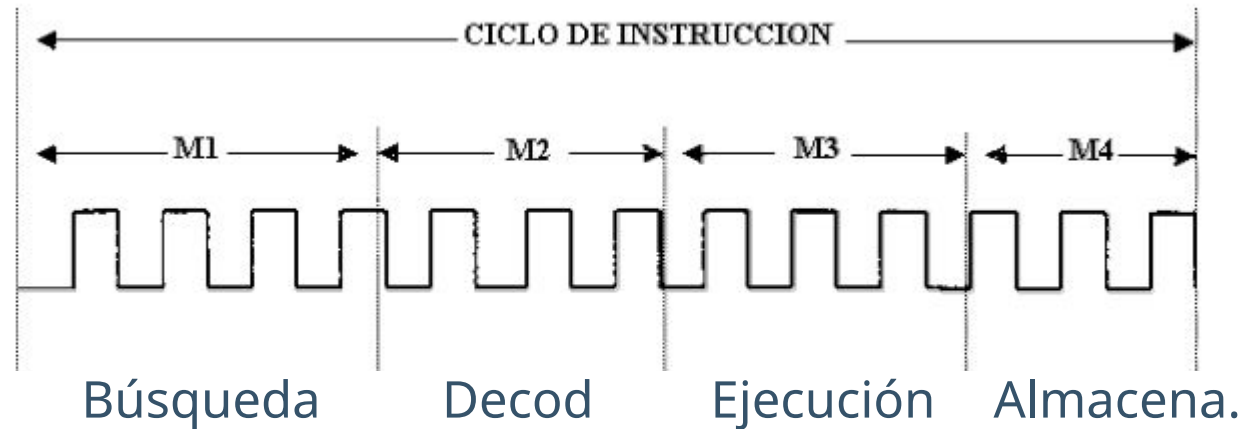 CICLO DE INSTRUCCION
M1 M2 M3 M4
Búsqueda Decod Ejecución Almacena.